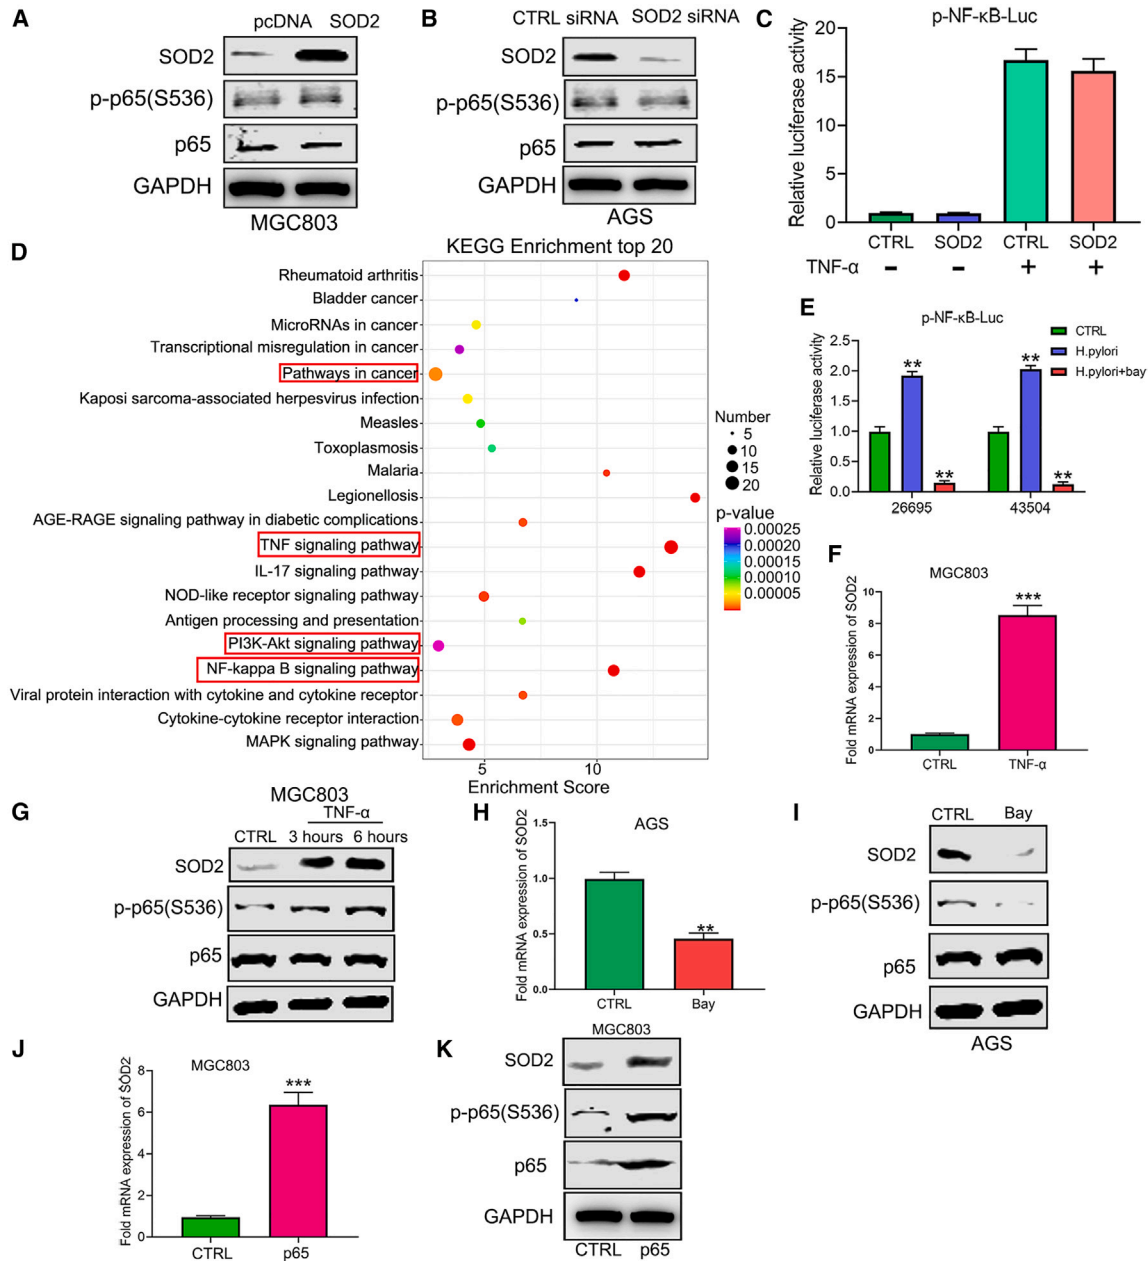 A
pcDNA SOD2
SOD2
p-p65(S536)
p65
GAPDH
MGC803
B
CTRL siRNA SOD2 siRNA
SOD2
p-p65(S536)
p65
GAPDH
AGS
C
p-NF-κB-Luc
Relative luciferase activity
20
15
10
5
0
CTRL SOD2 CTRL SOD2
TNF-α - - + +
D
KEGG Enrichment top 20
Rheumatoid arthritis
Bladder cancer
MicroRNAs in cancer
Transcriptional misregulation in cancer
Pathways in cancer
Kaposi sarcoma-associated herpesvirus infection
Measles
Toxoplasmosis
Malaria
Legionellosis
AGE-RAGE signaling pathway in diabetic complications
TNF signaling pathway
IL-17 signaling pathway
NOD-like receptor signaling pathway
Antigen processing and presentation
PI3K-Akt signaling pathway
NF-kappa B signaling pathway
Viral protein interaction with cytokine and cytokine receptor
Cytokine-cytokine receptor interaction
MAPK signaling pathway
5 10
Enrichment Score
Number
5
10
15
20
p-value
0.00025
0.00020
0.00015
0.00010
0.00005
E
p-NF-κB-Luc
Relative luciferase activity
2.5
2.0
1.5
1.0
0.5
0.0
** ** ** **
26695 43504
CTRL
H.pylori
H.pylori+bay
F
MGC803
Fold mRNA expression of SOD2
10
8
6
4
2
0
***
CTRL TNF-α
G
MGC803
TNF-α
CTRL 3 hours 6 hours
SOD2
p-p65(S536)
p65
GAPDH
H
AGS
Fold mRNA expression of SOD2
1.5
1.0
0.5
0.0
**
CTRL Bay
I
CTRL Bay
SOD2
p-p65(S536)
p65
GAPDH
AGS
J
MGC803
Fold mRNA expression of SOD2
8
6
4
2
0
***
CTRL p65
K
MGC803
SOD2
p-p65(S536)
p65
GAPDH
CTRL p65